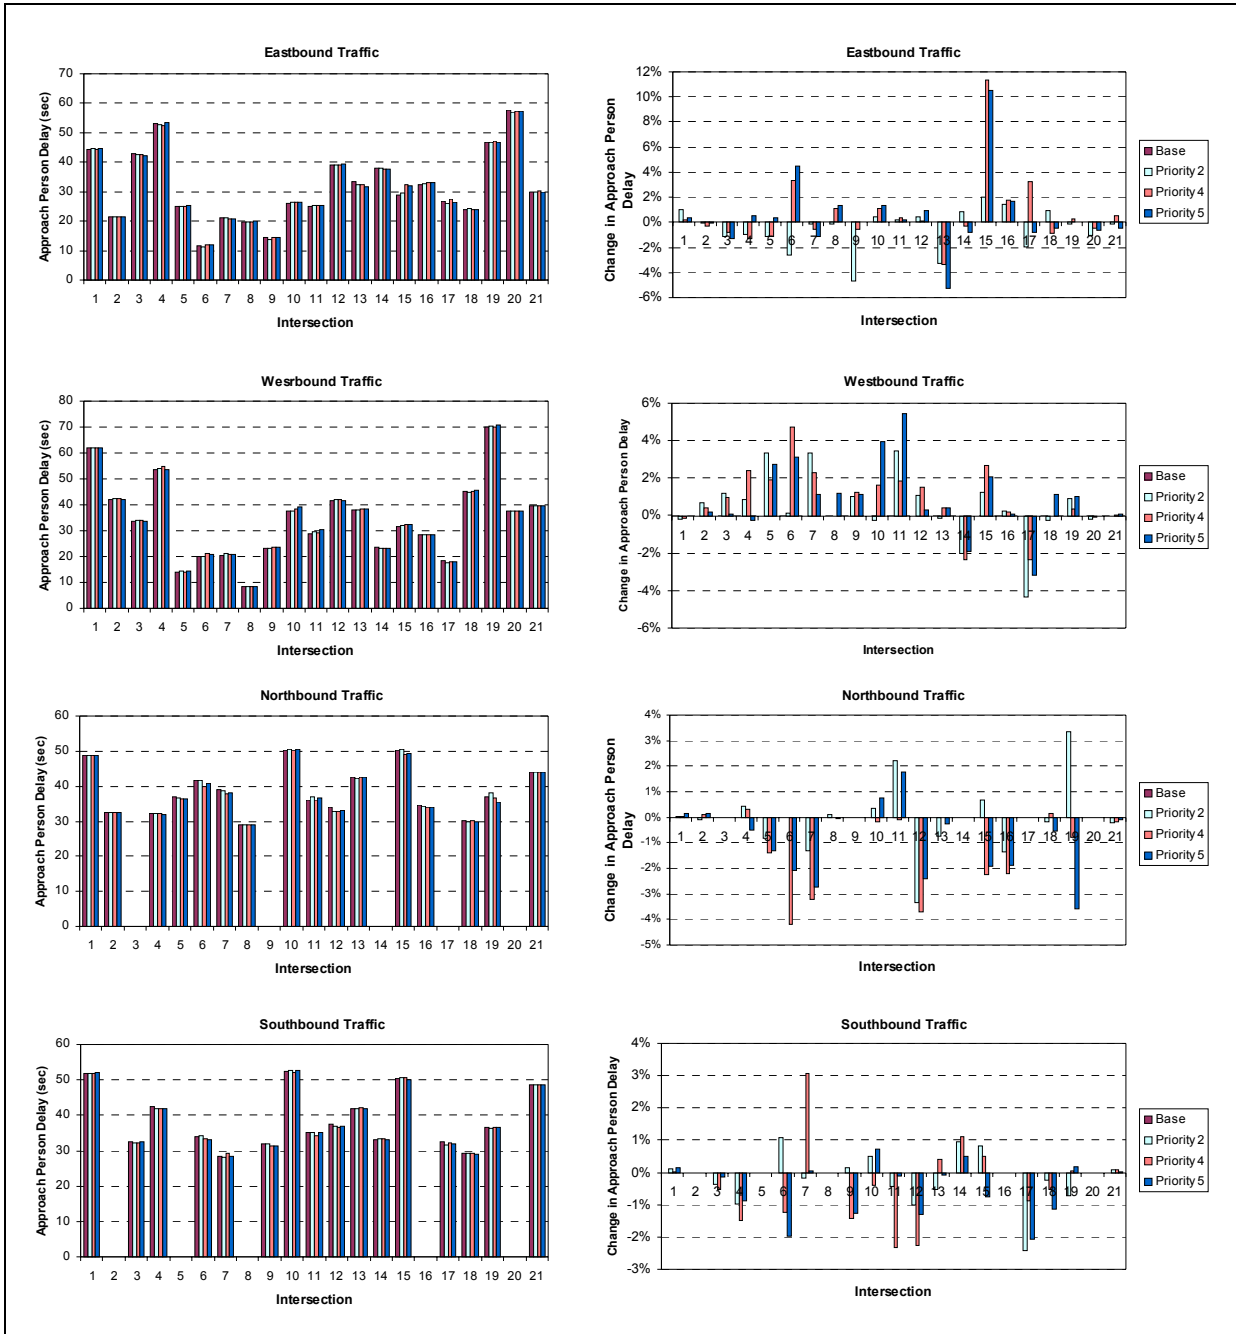 Eastbound Traffic
Approach Person Delay (sec)
70
60
50
40
30
20
10
0
1 2 3 4 5 6 7 8 9 10 11 12 13 14 15 16 17 18 19 20 21
Intersection
Eastbound Traffic
Change in Approach Person
Delay
12%
10%
8%
6%
4%
2%
0%
-2%
-4%
-6%
1 2 3 4 5 6 7 8 9 10 11 12 13 14 15 16 17 18 19 20 21
Intersection
Base
Priority 2
Priority 4
Priority 5
Wesrbound Traffic
Approach Person Delay (sec)
80
70
60
50
40
30
20
10
0
1 2 3 4 5 6 7 8 9 10 11 12 13 14 15 16 17 18 19 20 21
Intersection
Westbound Traffic
Change in Approach Person Delay
6%
4%
2%
0%
-2%
-4%
-6%
1 2 3 4 5 6 7 8 9 10 11 12 13 14 15 16 17 18 19 20 21
Intersection
Base
Priority 2
Priority 4
Priority 5
Northbound Traffic
Approach Person Delay (sec)
60
50
40
30
20
10
0
1 2 3 4 5 6 7 8 9 10 11 12 13 14 15 16 17 18 19 20 21
Intersection
Northbound Traffic
Change in Approach Person
Delay
4%
3%
2%
1%
0%
-1%
-2%
-3%
-4%
-5%
1 2 3 4 5 6 7 8 9 10 11 12 13 14 15 16 17 18 19 20 21
Intersection
Base
Priority 2
Priority 4
Priority 5
Southbound Traffic
Approach Person Delay (sec)
60
50
40
30
20
10
0
1 2 3 4 5 6 7 8 9 10 11 12 13 14 15 16 17 18 19 20 21
Intersection
Southbound Traffic
Change in Approach Person Delay
4%
3%
2%
1%
0%
-1%
-2%
-3%
1 2 3 4 5 6 7 8 9 10 11 12 13 14 15 16 17 18 19 20 21
Intersection
Base
Priority 2
Priority 4
Priority 5